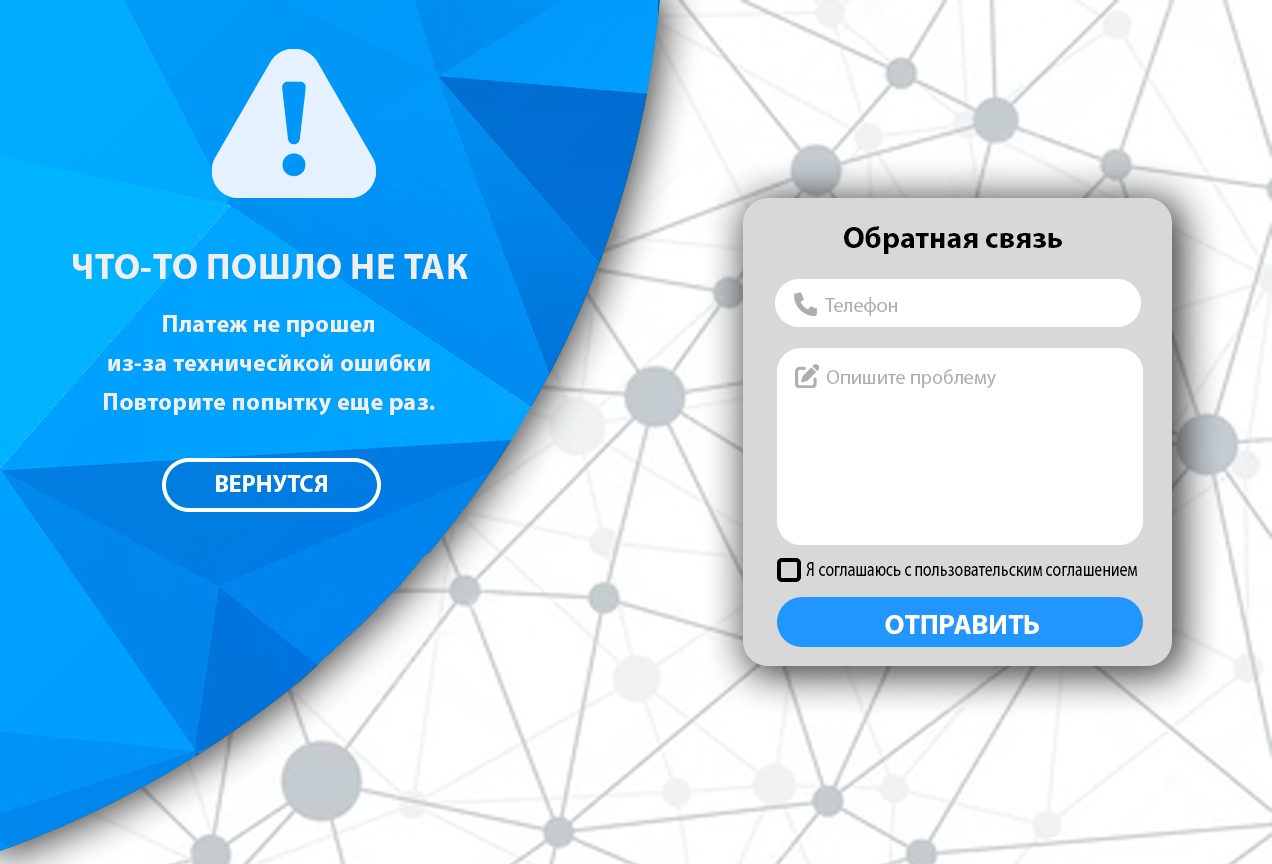 ЧТО-ТО ПОШЛО НЕ ТАК
Платеж не прошел
из-за техничесйкой ошибки
Повторите попытку еще раз.
ВЕРНУТСЯ
Обратная связь
Телефон
Опишите проблему
Я соглашаюсь с пользовательским соглашением
ОТПРАВИТЬ